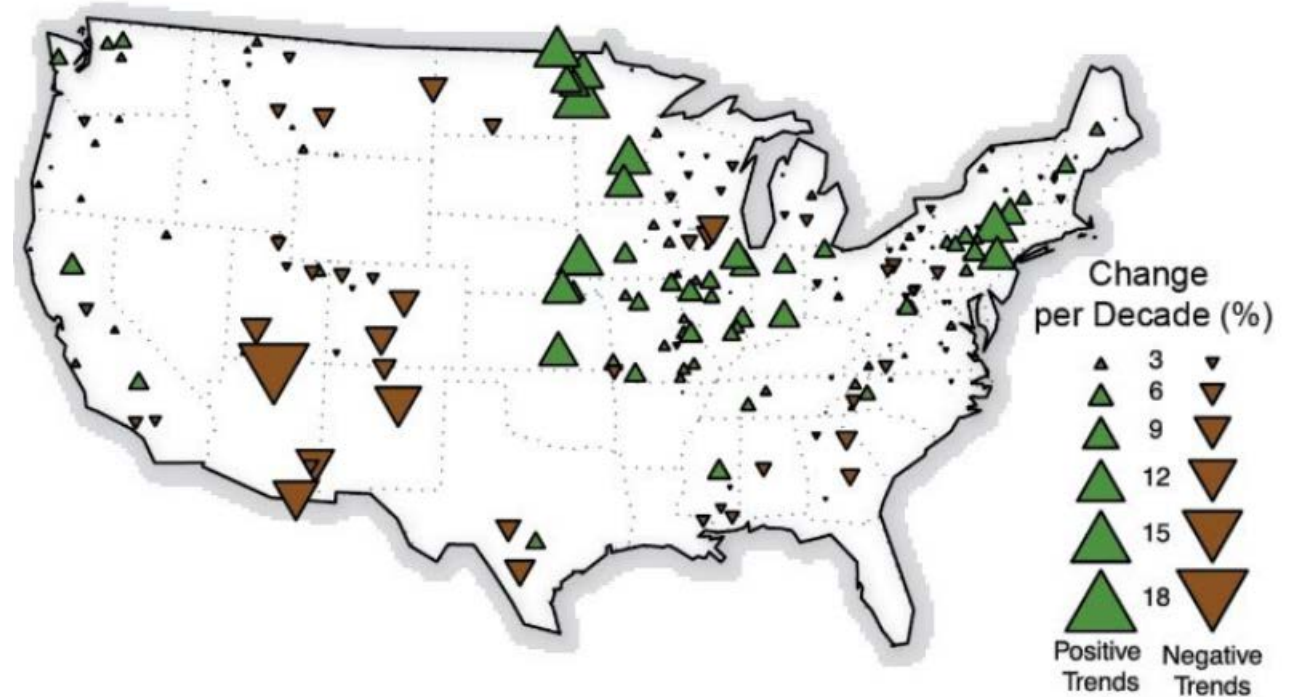 Change
per Decade (%)
3
6
9
12
15
18
Positive Negative
Trends Trends